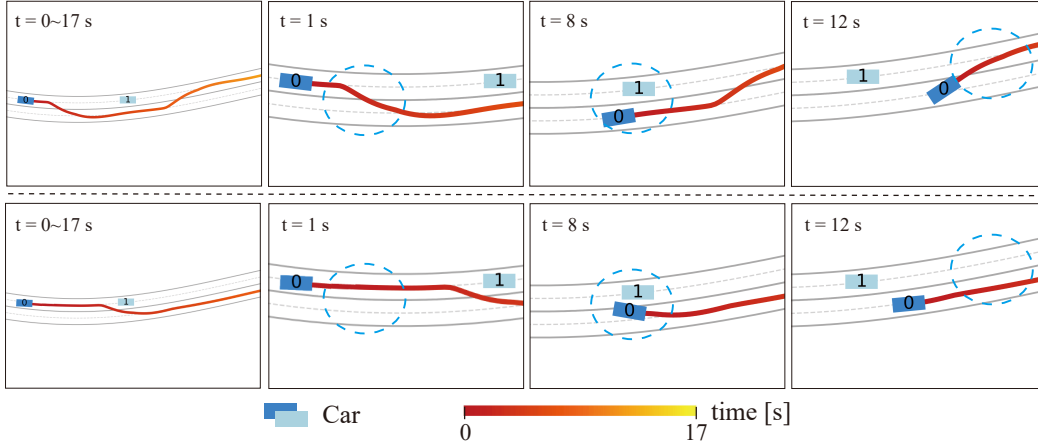 t = 0~17 s
t = 1 s
t = 8 s
t = 12 s
0
1
0
1
1
0
1
0
t = 0~17 s
t = 1 s
t = 8 s
t = 12 s
0
1
0
1
1
0
1
0
Car
time [s]
0
17